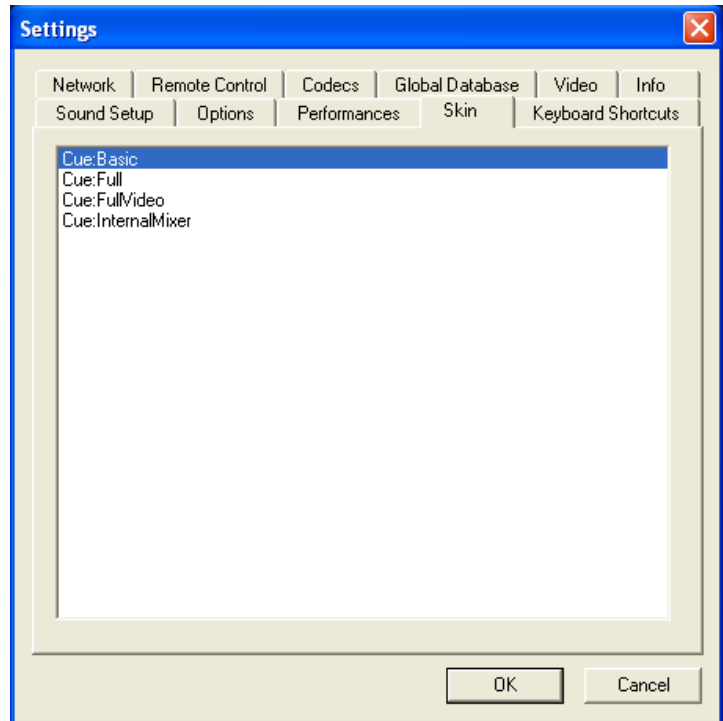 Settings
Network Remote Control Codecs Global Database Video Info
Sound Setup Options Performances Skin Keyboard Shortcuts
Cue:Basic
Cue:Full
Cue:FullVideo
Cue:InternalMixer
OK Cancel